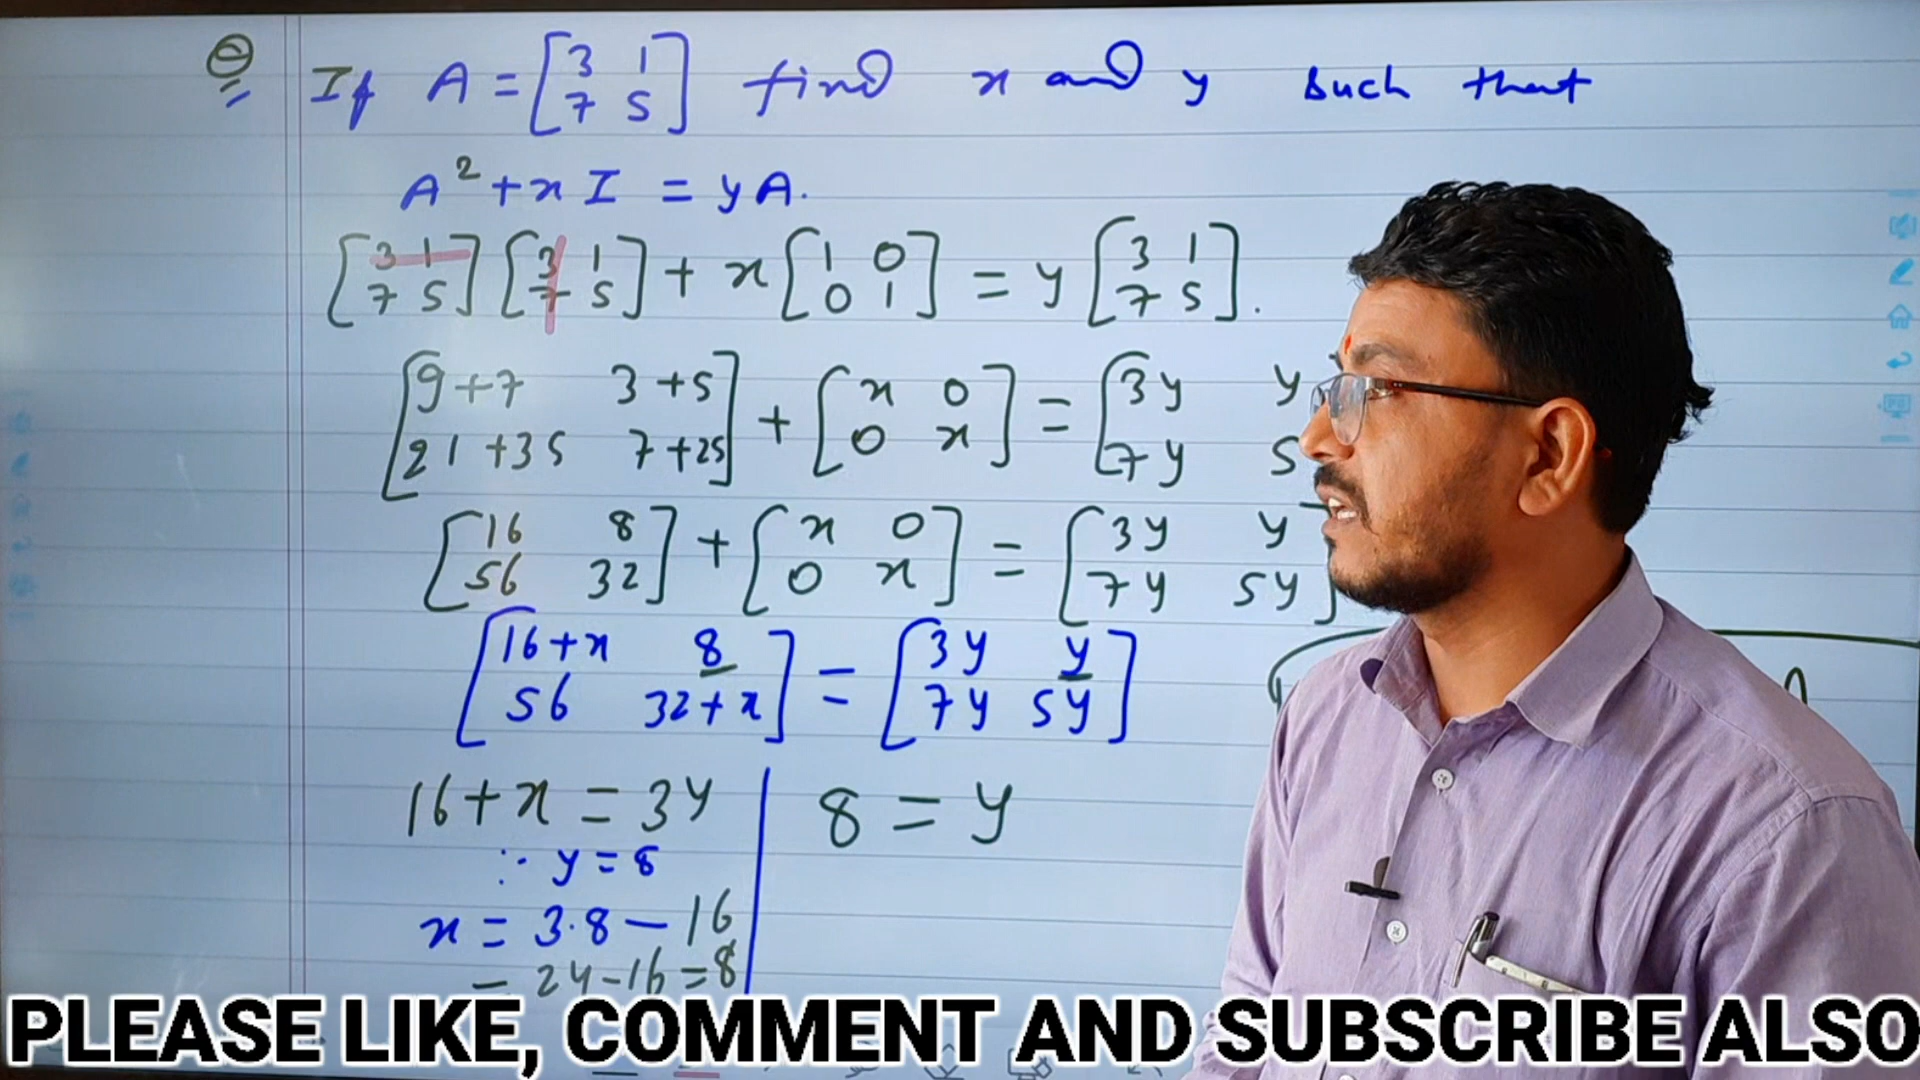 Q If A = [3 1 7 5] find x and y such that
A² + x I = yA.
[3 1 7 5] [3 1 7 5] + x [1 0 0 1] = y [3 1 7 5].
[9+7 3+5 21+35 7+25] + [x 0 0 x] = [3y y 7y 5
[16 8 56 32] + [x 0 0 x] = [3y y 7y 5y]
[16+x 8 56 32+x] = [3y y 7y 5y]
16+x = 3y
∵ y = 8
x = 3.8 – 16
= 24-16 = 8
8 = y
PLEASE LIKE, COMMENT AND SUBSCRIBE ALSO